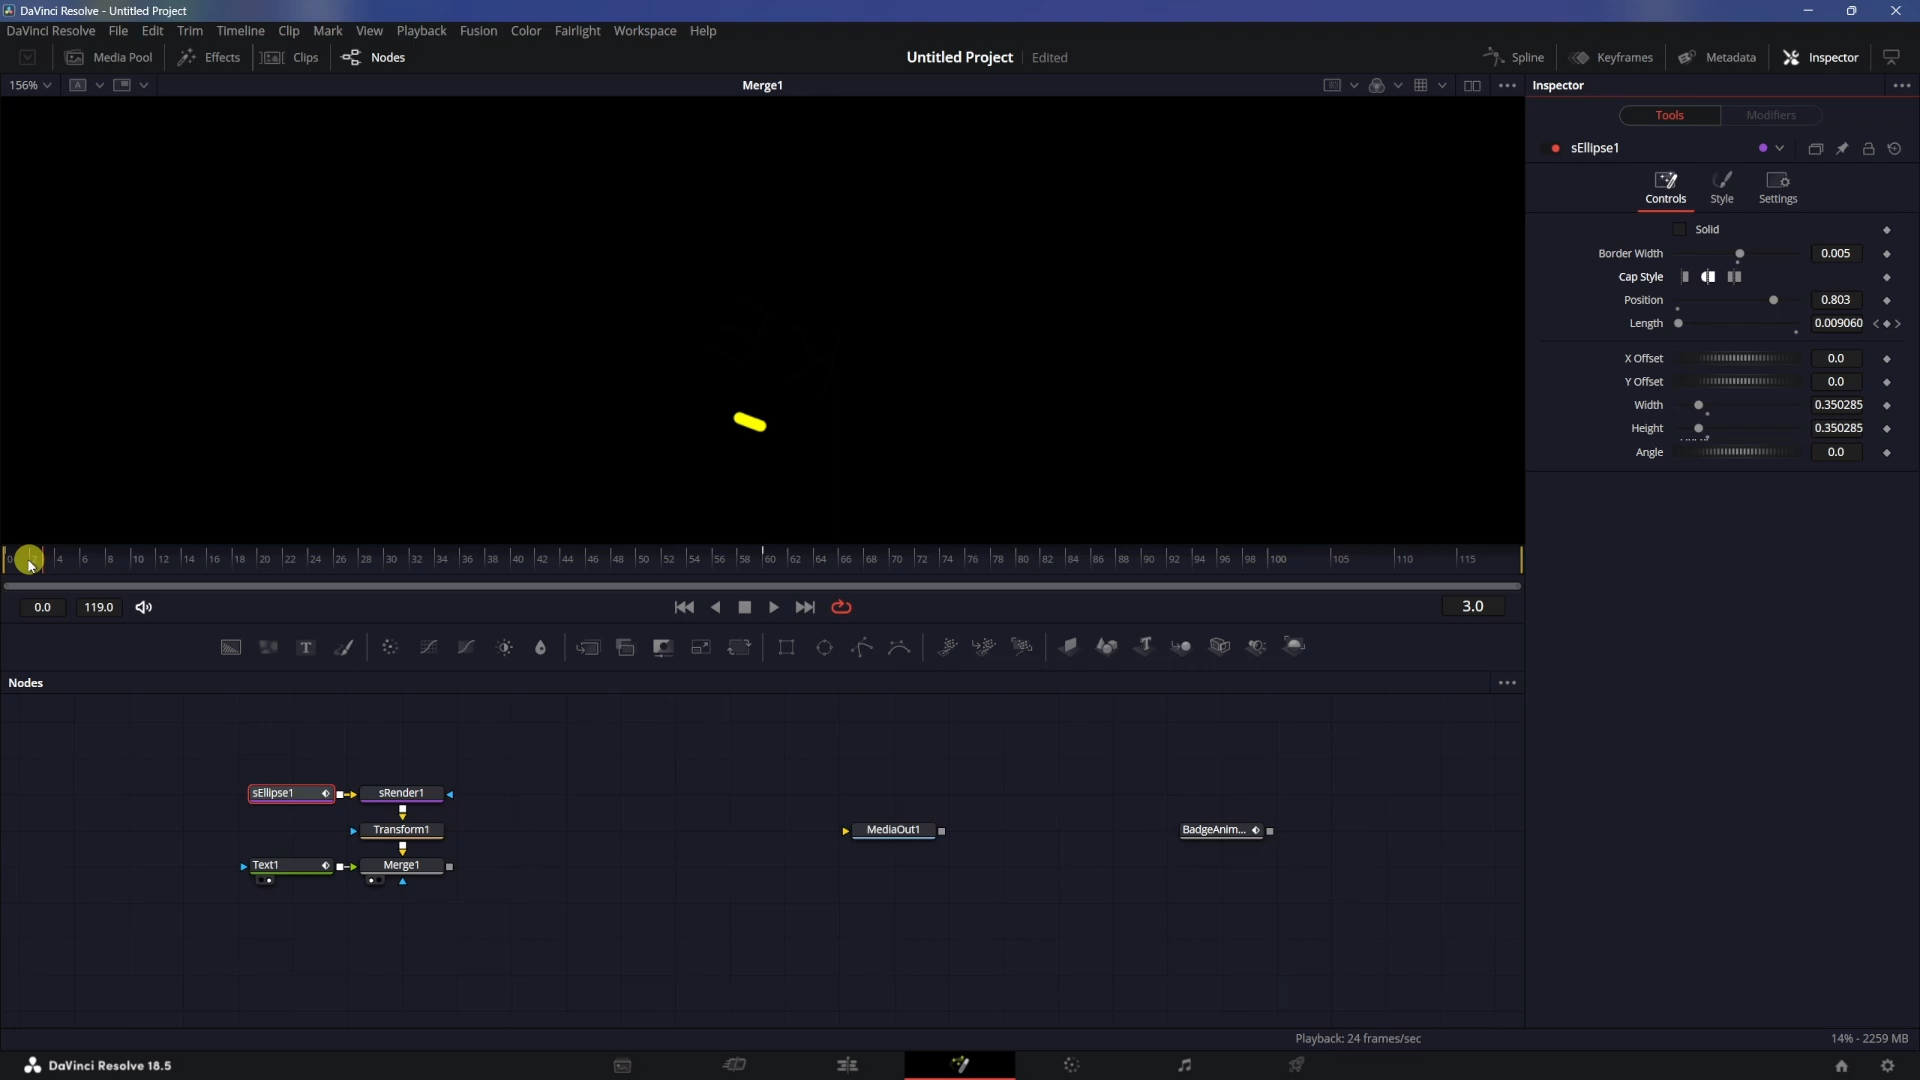 DaVinci Resolve - Untitled Project
DaVinci Resolve File Edit Trim Timeline Clip Mark View Playback Fusion Color Fairlight Workspace Help
Media Pool Effects Clips Nodes Untitled Project Edited Spline Keyframes Metadata Inspector
156% A Merge1 Inspector
Tools Modifiers
sEllipse1
Controls Style Settings
Solid
Border Width 0.005
Cap Style
Position 0.803
Length 0.009060
X Offset 0.0
Y Offset 0.0
Width 0.350285
Height 0.350285
Angle 0.0
0 2 4 6 8 10 12 14 16 18 20 22 24 26 28 30 32 34 36 38 40 42 44 46 48 50 52 54 56 58 60 62 64 66 68 70 72 74 76 78 80 82 84 86 88 90 92 94 96 98 100 105 110 115
0.0 119.0 3.0
Nodes
sEllipse1 sRender1
Transform1 MediaOut1 BadgeAnim...
Text1 Merge1
Playback: 24 frames/sec 14% - 2259 MB
DaVinci Resolve 18.5